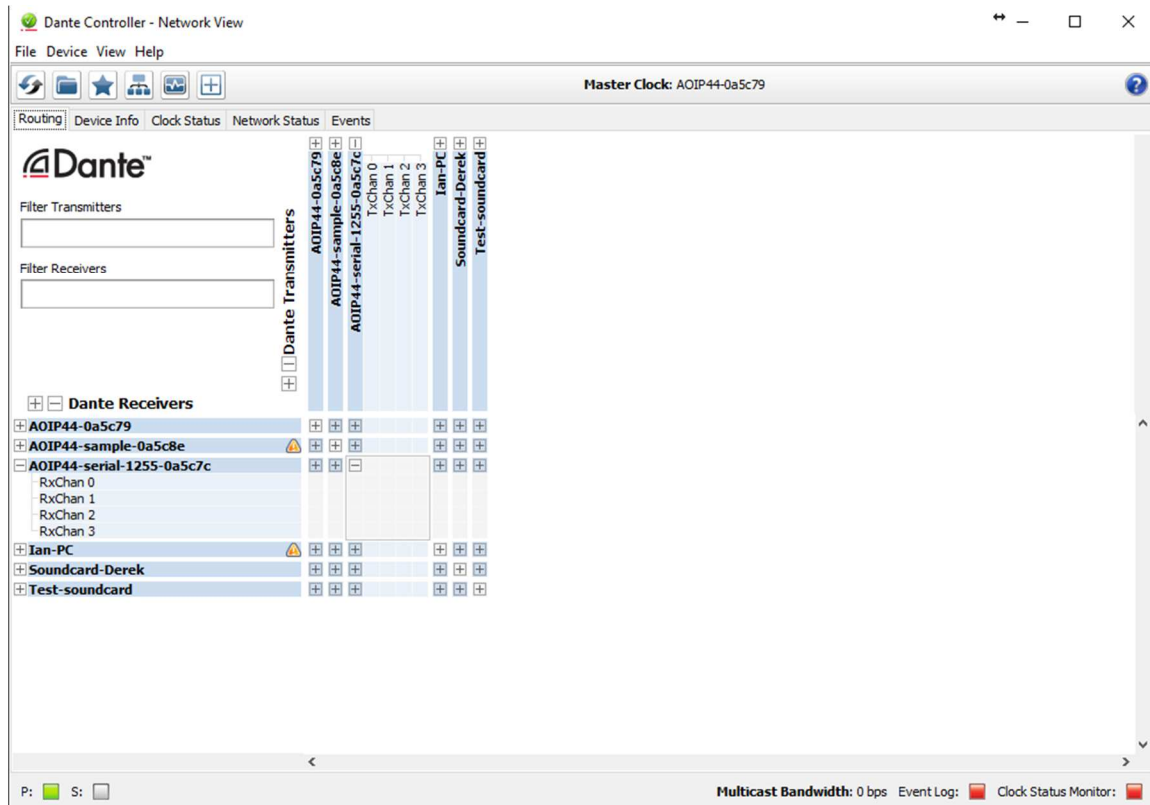 Dante Controller - Network View
File Device View Help
Master Clock: AOIP44-0a5c79
Routing Device Info Clock Status Network Status Events
Dante™
Filter Transmitters
Filter Receivers
Dante Transmitters
AOIP44-0a5c79
AOIP44-sample-0a5c8e
AOIP44-serial-1255-0a5c7c
TxChan 0
TxChan 1
TxChan 2
TxChan 3
Ian-PC
Soundcard-Derek
Test-soundcard
Dante Receivers
AOIP44-0a5c79
AOIP44-sample-0a5c8e
AOIP44-serial-1255-0a5c7c
RxChan 0
RxChan 1
RxChan 2
RxChan 3
Ian-PC
Soundcard-Derek
Test-soundcard
P: S: Multicast Bandwidth: 0 bps Event Log: Clock Status Monitor: